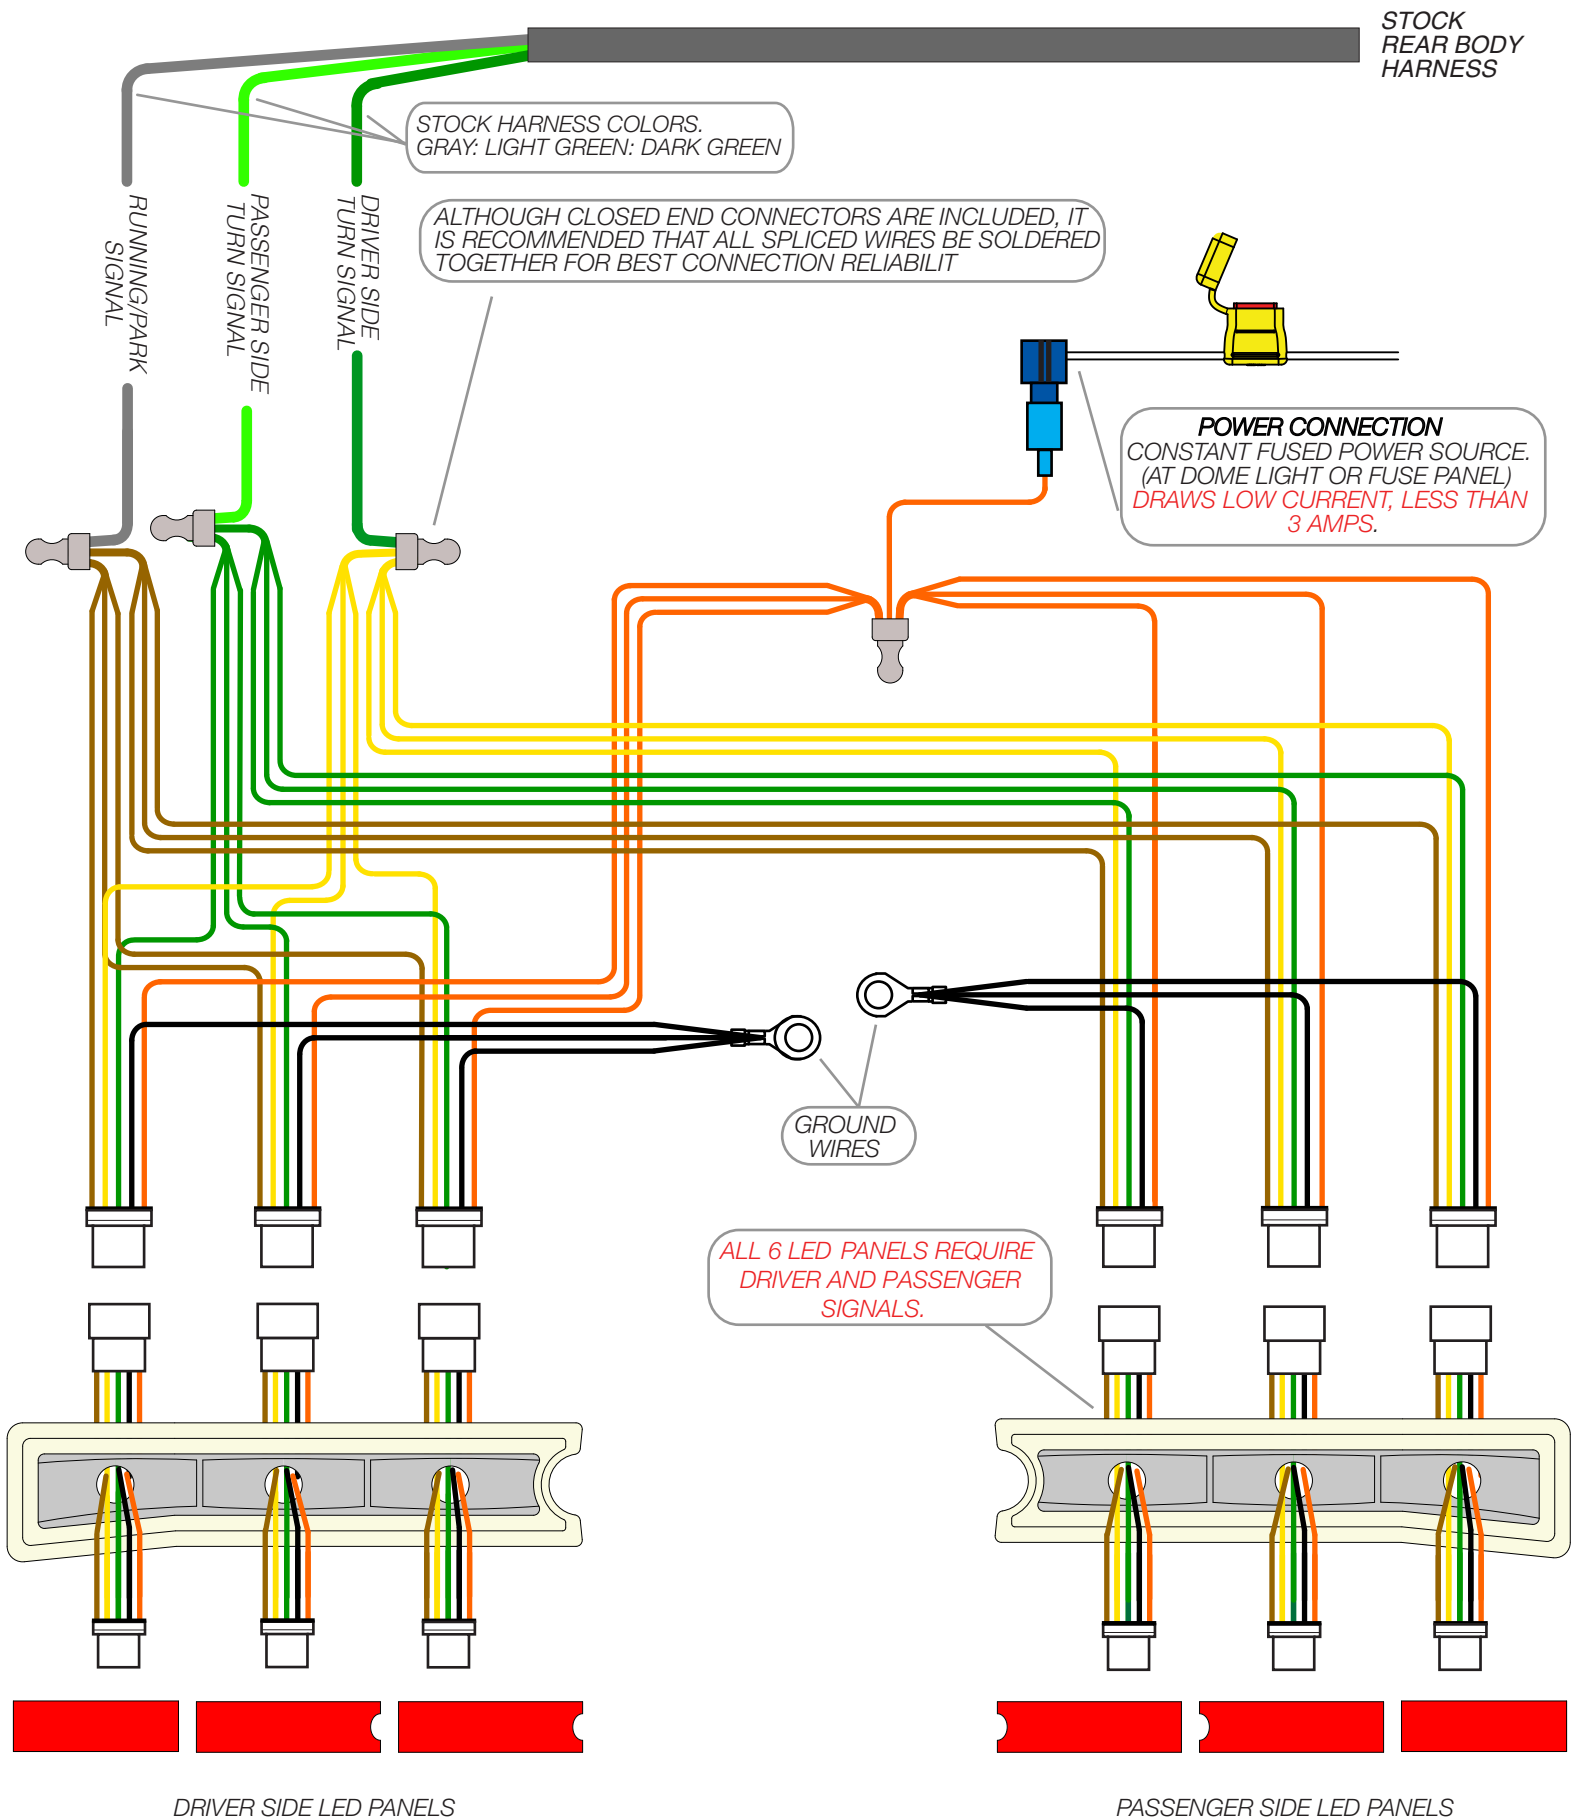 STOCK
REAR BODY
HARNESS
STOCK HARNESS COLORS.
GRAY: LIGHT GREEN: DARK GREEN
RUNNING/PARK
SIGNAL
PASSENGER SIDE
TURN SIGNAL
DRIVER SIDE
TURN SIGNAL
ALTHOUGH CLOSED END CONNECTORS ARE INCLUDED, IT
IS RECOMMENDED THAT ALL SPLICED WIRES BE SOLDERED
TOGETHER FOR BEST CONNECTION RELIABILIT
POWER CONNECTION
CONSTANT FUSED POWER SOURCE.
(AT DOME LIGHT OR FUSE PANEL)
DRAWS LOW CURRENT, LESS THAN
3 AMPS.
GROUND
WIRES
ALL 6 LED PANELS REQUIRE
DRIVER AND PASSENGER
SIGNALS.
DRIVER SIDE LED PANELS
PASSENGER SIDE LED PANELS